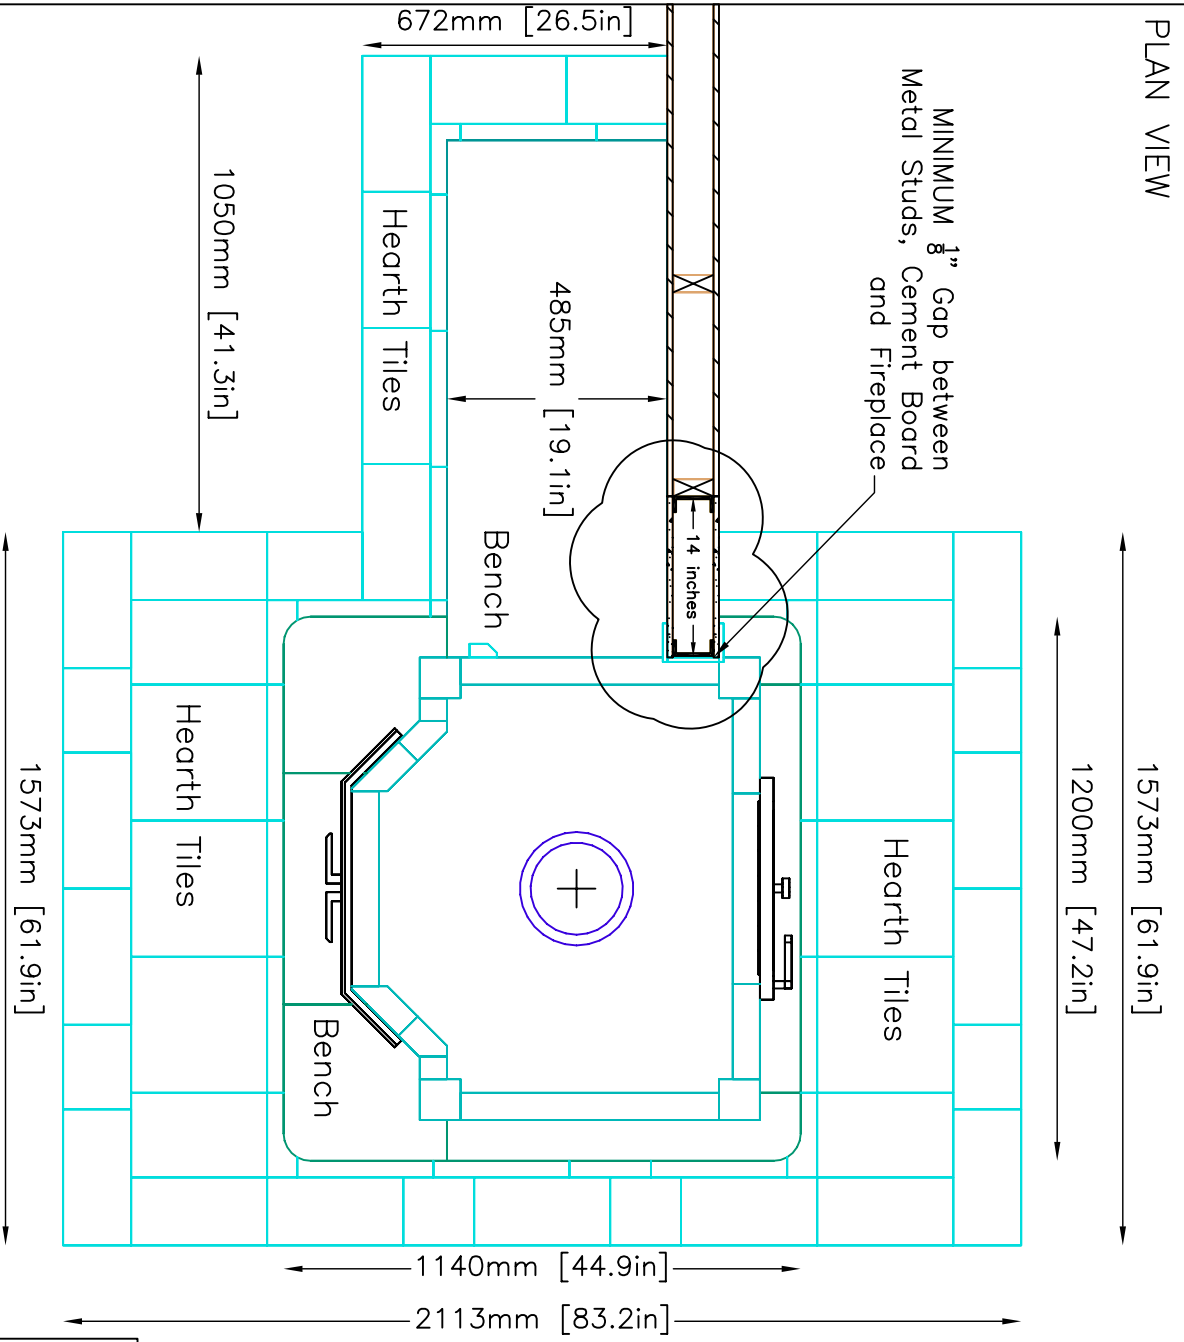 PLAN VIEW
MINIMUM 1/8" Gap between
Metal Studs, Cement Board
and Fireplace
672mm [26.5in]
1050mm [41.3in]
Hearth Tiles
485mm [19.1in]
Bench
14 inches
1573mm [61.9in]
1200mm [47.2in]
Hearth Tiles
Hearth Tiles
Bench
1573mm [61.9in]
1140mm [44.9in]
2113mm [83.2in]